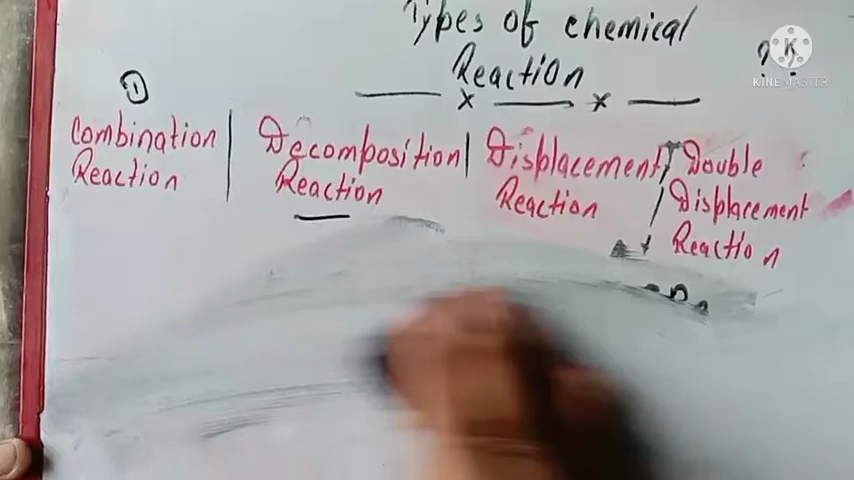 Types of chemical
Reaction
? K ?
KINEMASTER
①
Combination
Reaction
Decomposition
Reaction
Displacement
Reaction
Double
Displacement
Reaction